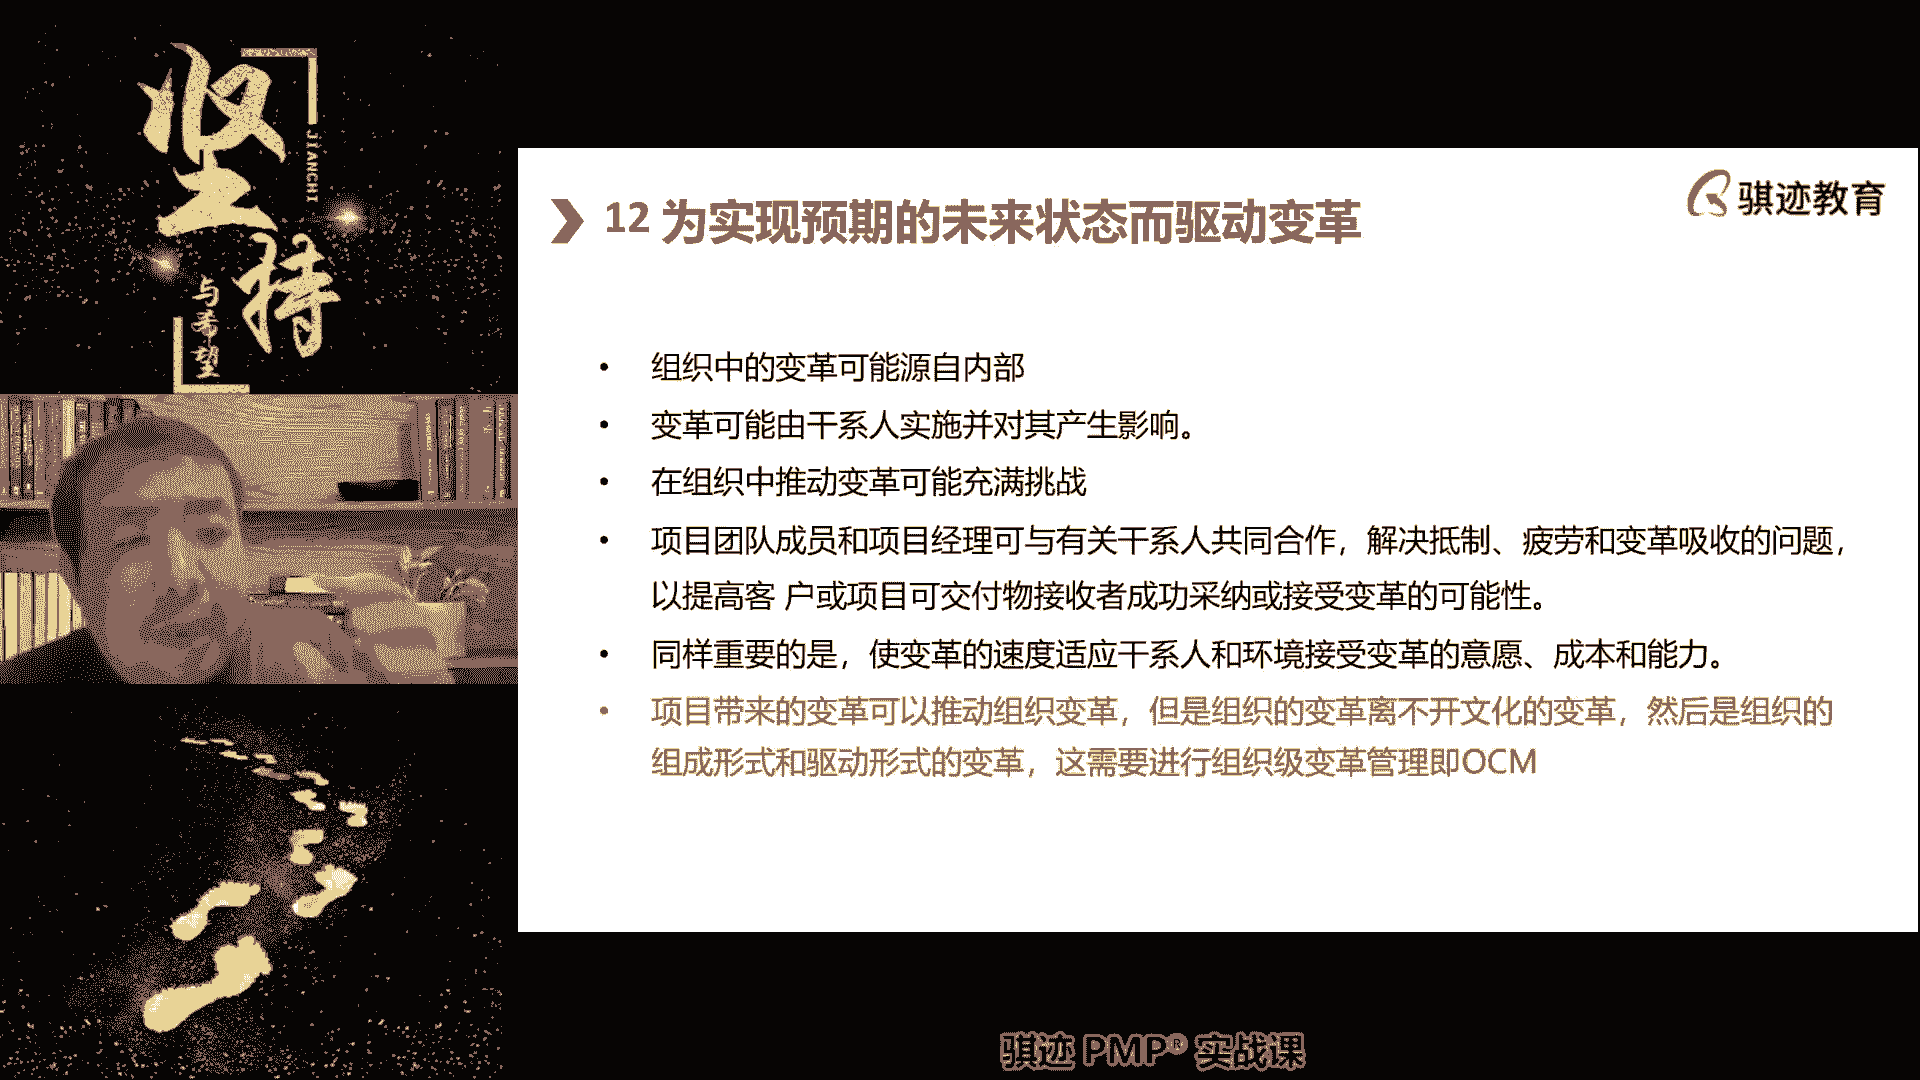 坚持
JIANCHI
与希望
骐迹教育
12 为实现预期的未来状态而驱动变革
• 组织中的变革可能源自内部
• 变革可能由干系人实施并对其产生影响。
• 在组织中推动变革可能充满挑战
• 项目团队成员和项目经理可与有关干系人共同合作，解决抵制、疲劳和变革吸收的问题，
以提高客 户或项目可交付物接收者成功采纳或接受变革的可能性。
• 同样重要的是，使变革的速度适应干系人和环境接受变革的意愿、成本和能力。
• 项目带来的变革可以推动组织变革，但是组织的变革离不开文化的变革，然后是组织的
组成形式和驱动形式的变革，这需要进行组织级变革管理即OCM
骐迹 PMP® 实战课